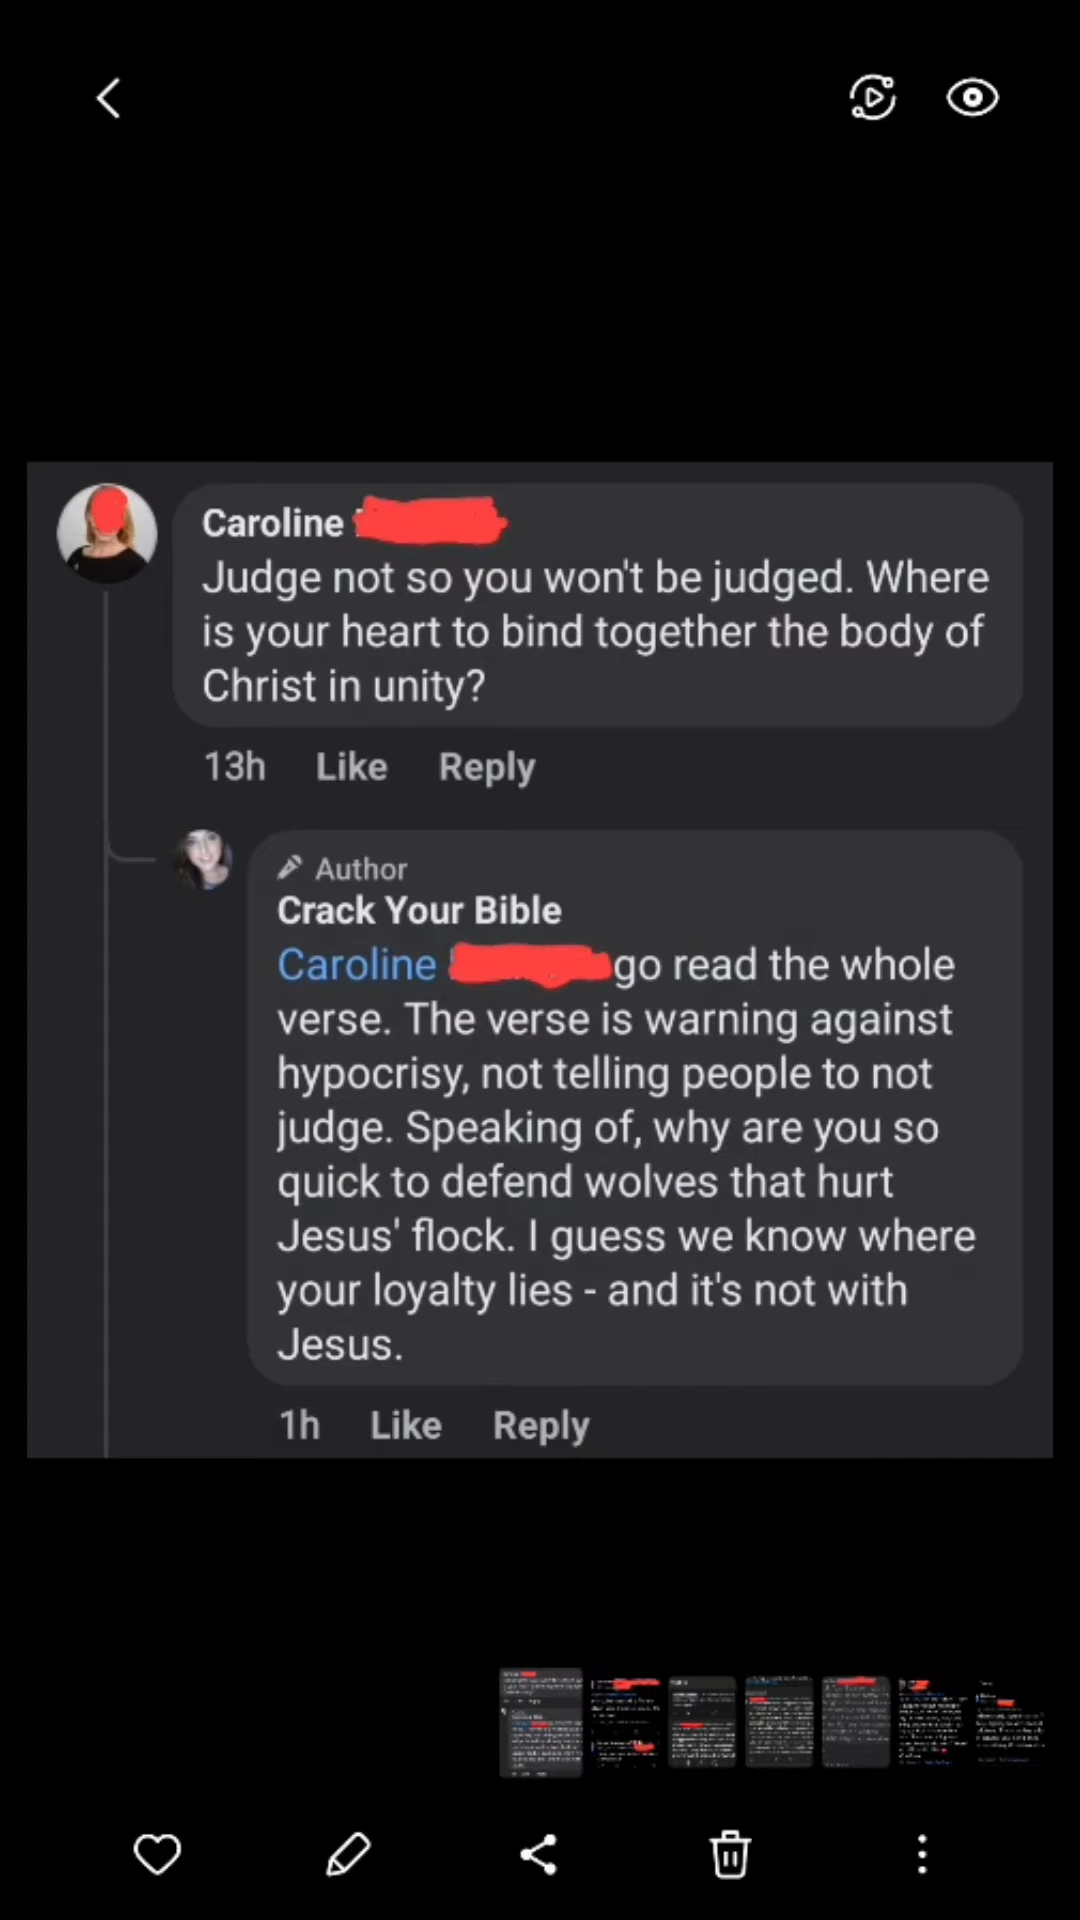 Caroline
Judge not so you won't be judged. Where
is your heart to bind together the body of
Christ in unity?
13h Like Reply
Author
Crack Your Bible
Caroline go read the whole
verse. The verse is warning against
hypocrisy, not telling people to not
judge. Speaking of, why are you so
quick to defend wolves that hurt
Jesus' flock. I guess we know where
your loyalty lies - and it's not with
Jesus.
1h Like Reply